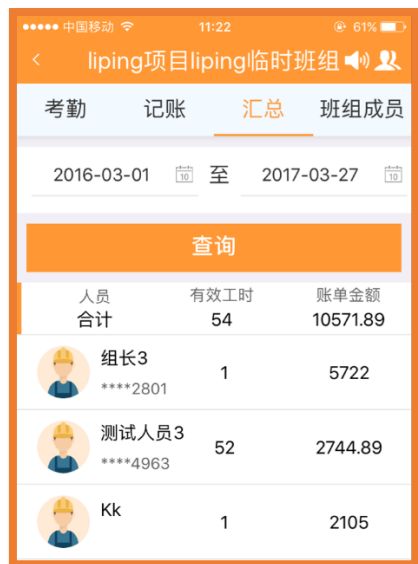 中国移动 11:22 61%
liping项目liping临时班组
考勤 记账 汇总 班组成员
2016-03-01 10 至 2017-03-27 10
查询
人员 有效工时 账单金额
合计 54 10571.89
组长3
****2801 1 5722
测试人员3
****4963 52 2744.89
Kk
1 2105